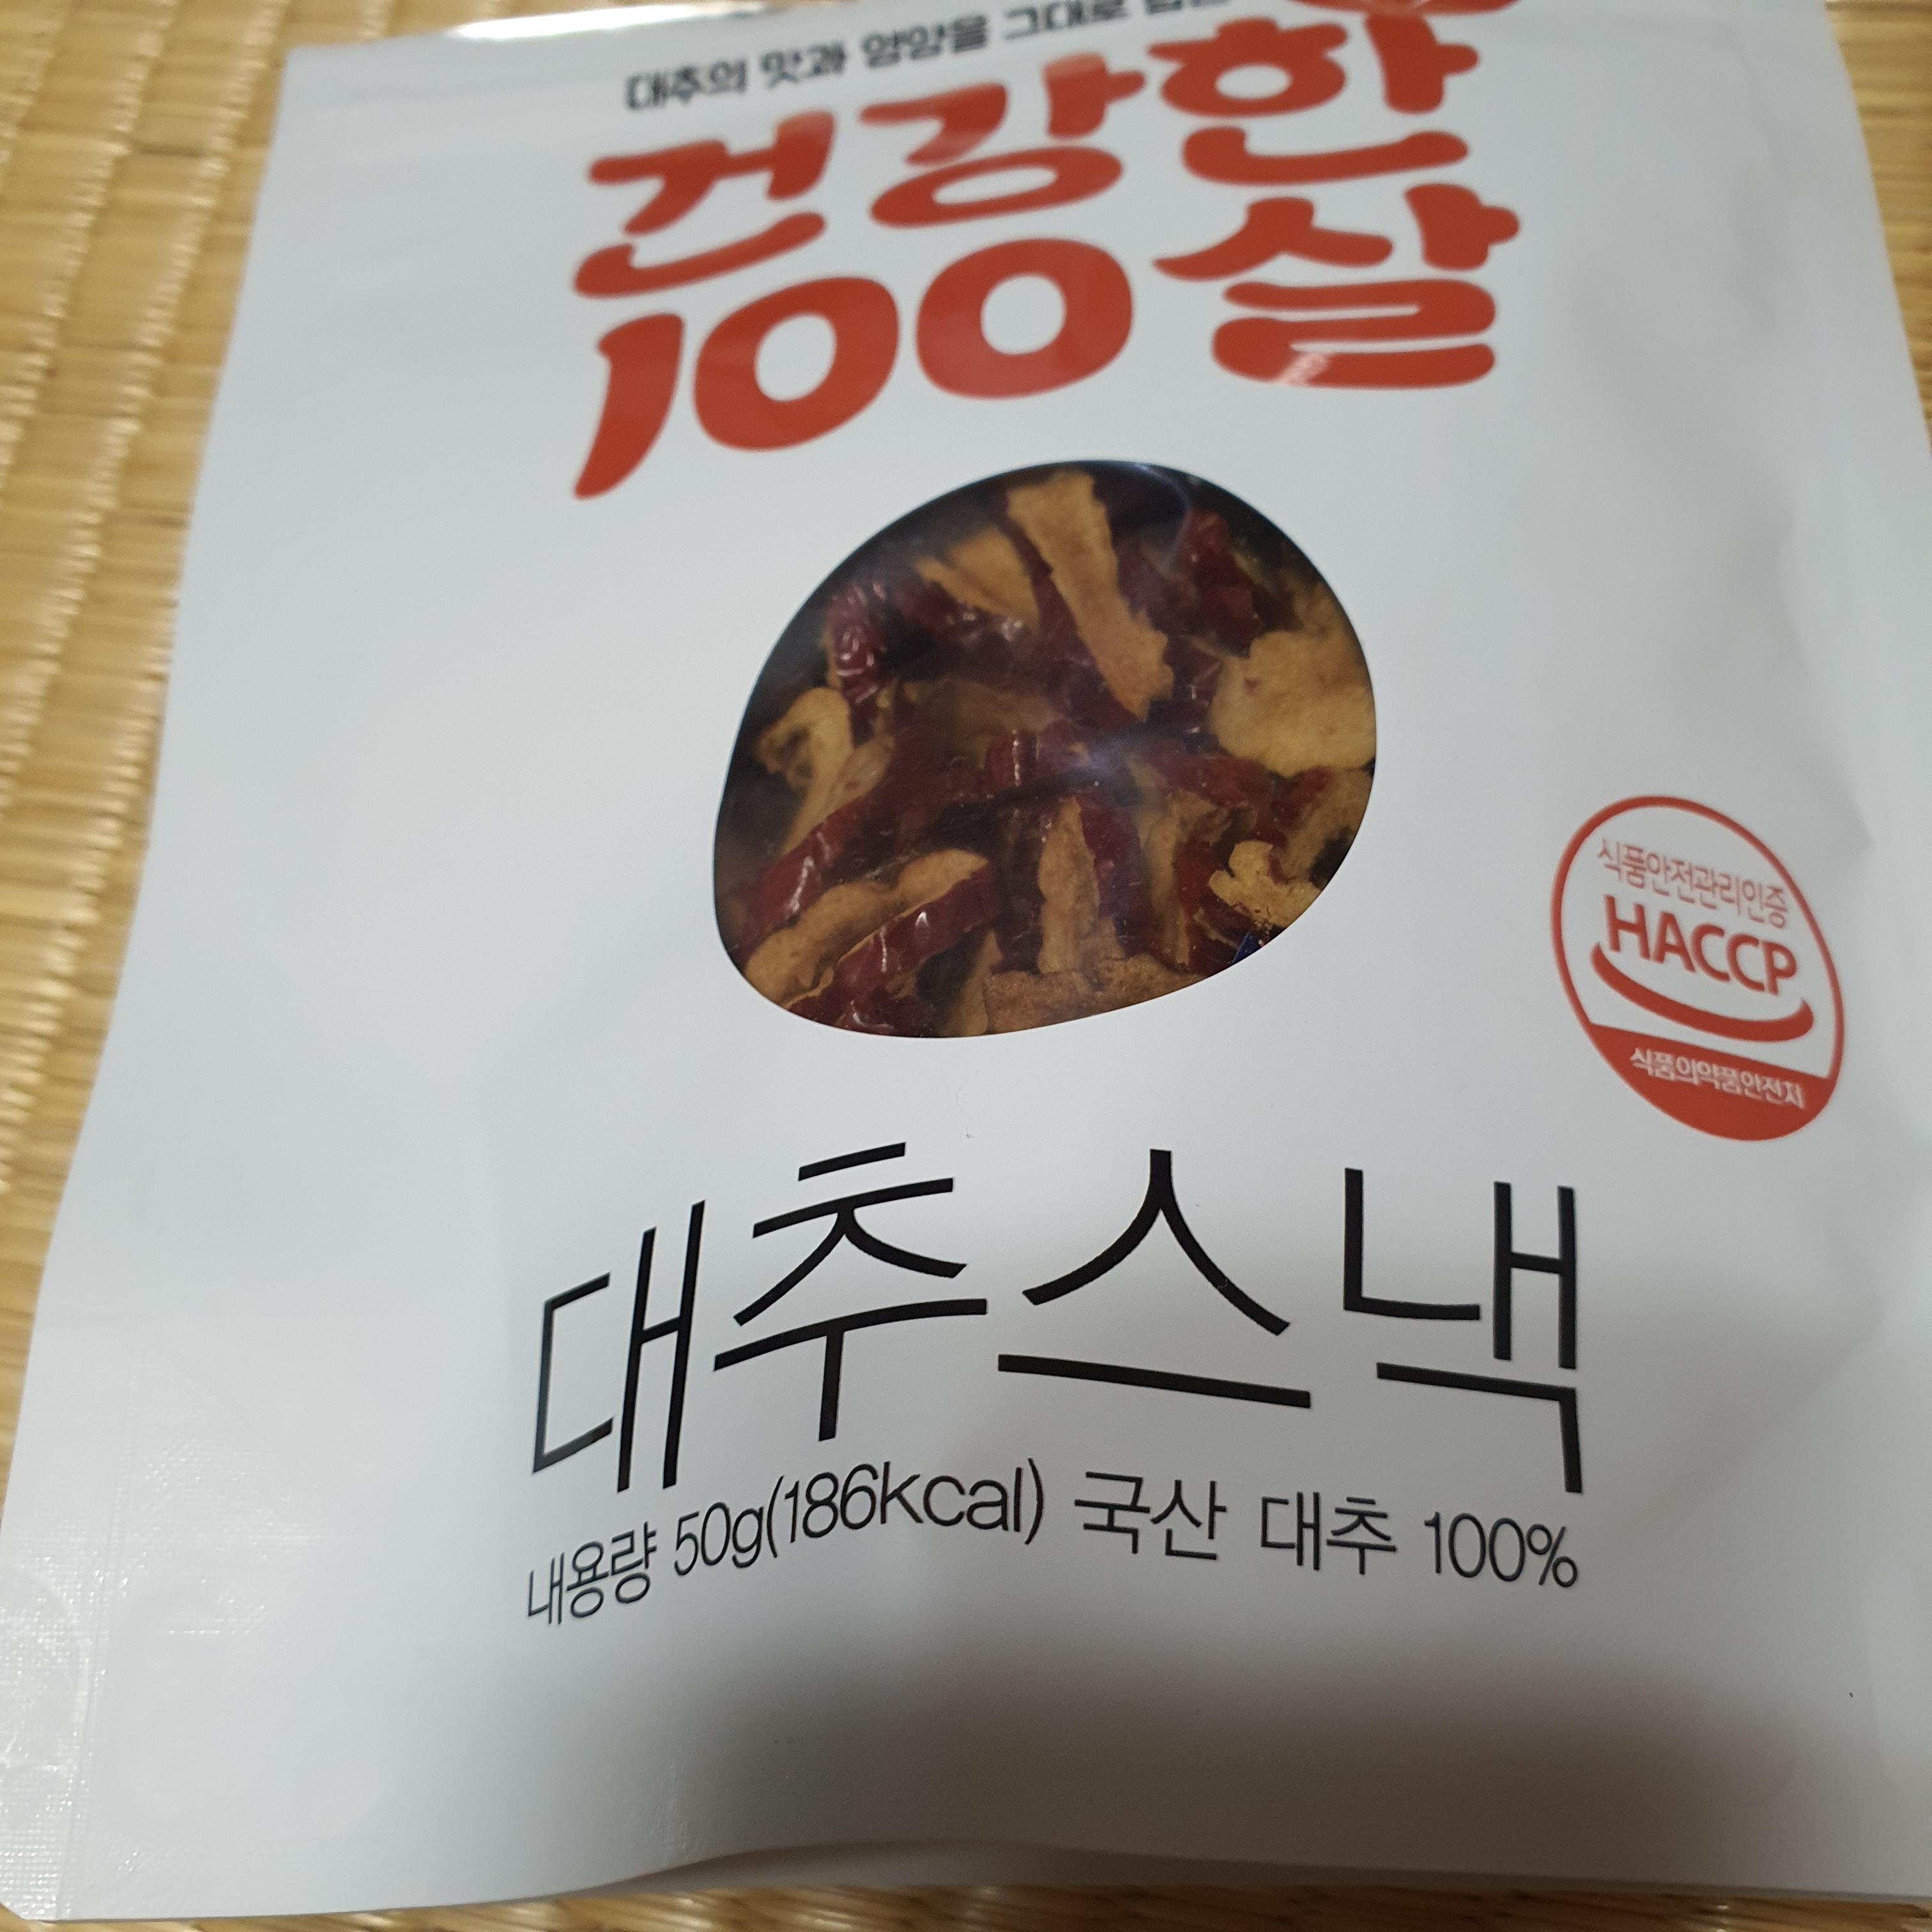 대추의 맛과 영양을 그대로
건강한
100살
식품안전관리인증
HACCP
식품의약품안전처
대추스낵
내용량 50g(186kcal) 국산 대추 100%